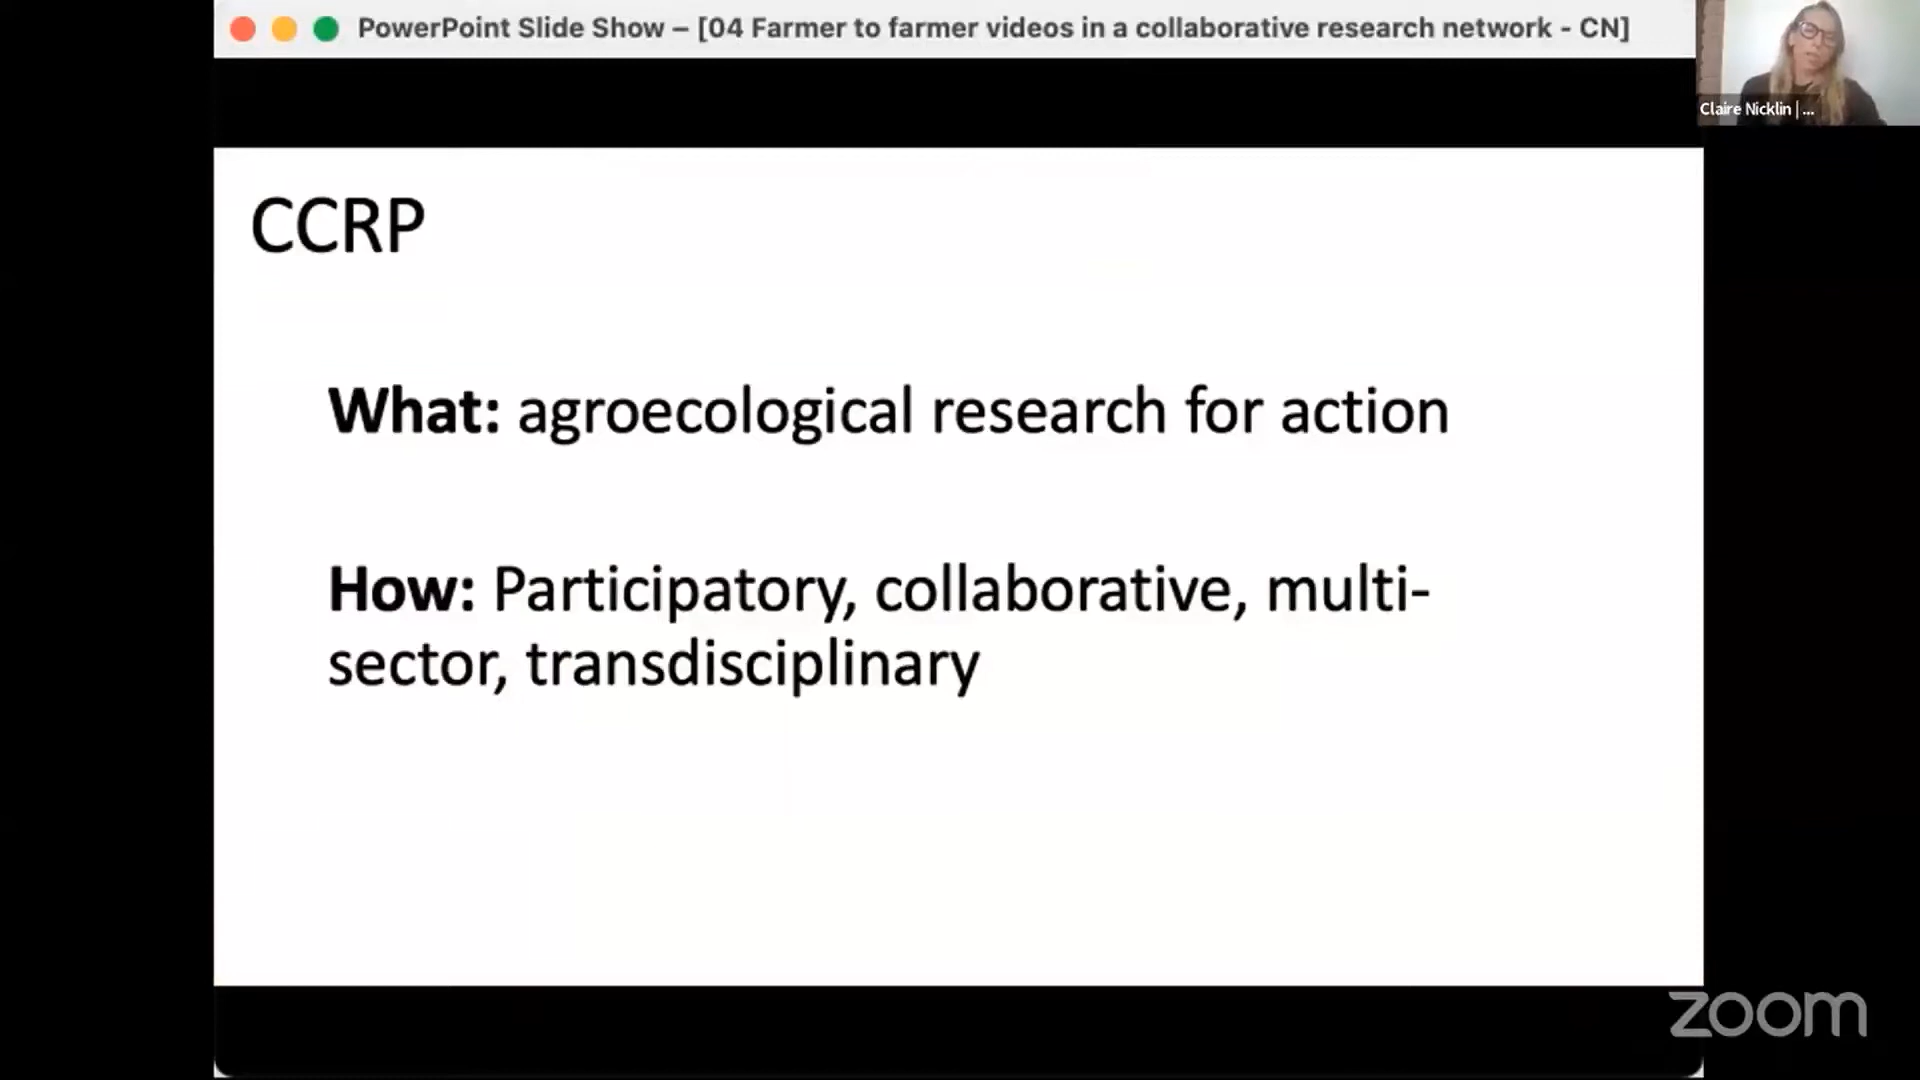 PowerPoint Slide Show – [04 Farmer to farmer videos in a collaborative research network - CN]
Claire Nicklin | ...
CCRP
What: agroecological research for action
How: Participatory, collaborative, multi-
sector, transdisciplinary
zoom